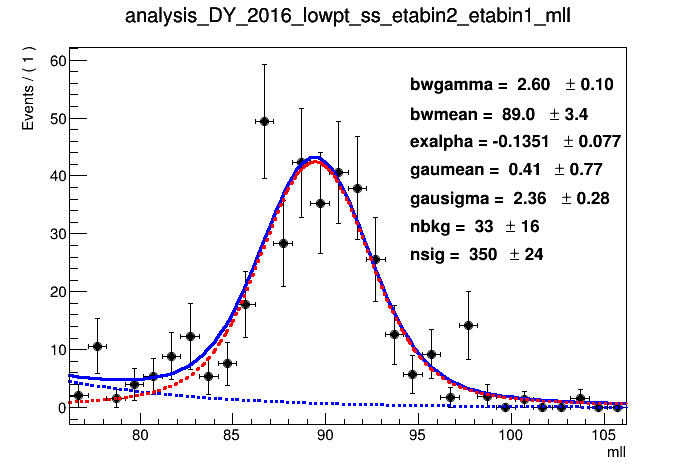 analysis_DY_2016_lowpt_ss_etabin2_etabin1_mll
Events / ( 1 )
60
50
40
30
20
10
0
bwgamma = 2.60 ± 0.10
bwmean = 89.0 ± 3.4
exalpha = -0.1351 ± 0.077
gaumean = 0.41 ± 0.77
gausigma = 2.36 ± 0.28
nbkg = 33 ± 16
nsig = 350 ± 24
80 85 90 95 100 105
mll